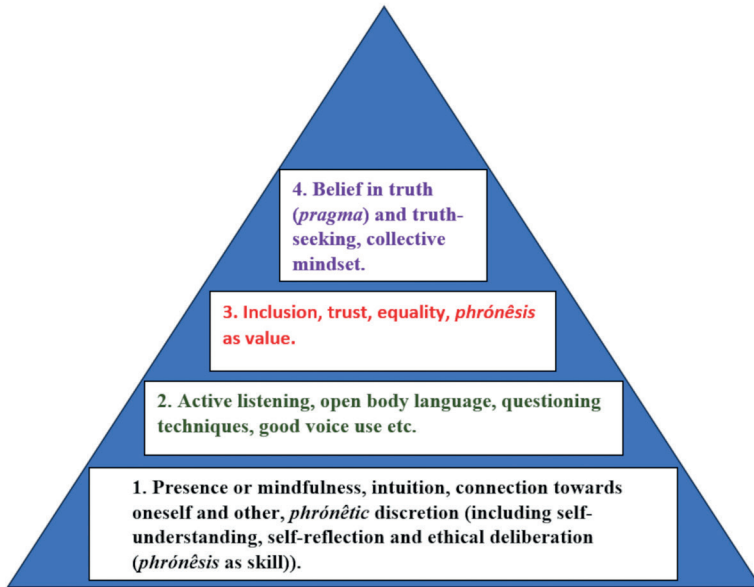 4. Belief in truth
(pragma) and truth-
seeking, collective
mindset.
3. Inclusion, trust, equality, phrónêsis
as value.
2. Active listening, open body language, questioning
techniques, good voice use etc.
1. Presence or mindfulness, intuition, connection towards
oneself and other, phrónêtic discretion (including self-
understanding, self-reflection and ethical deliberation
(phrónêsis as skill)).